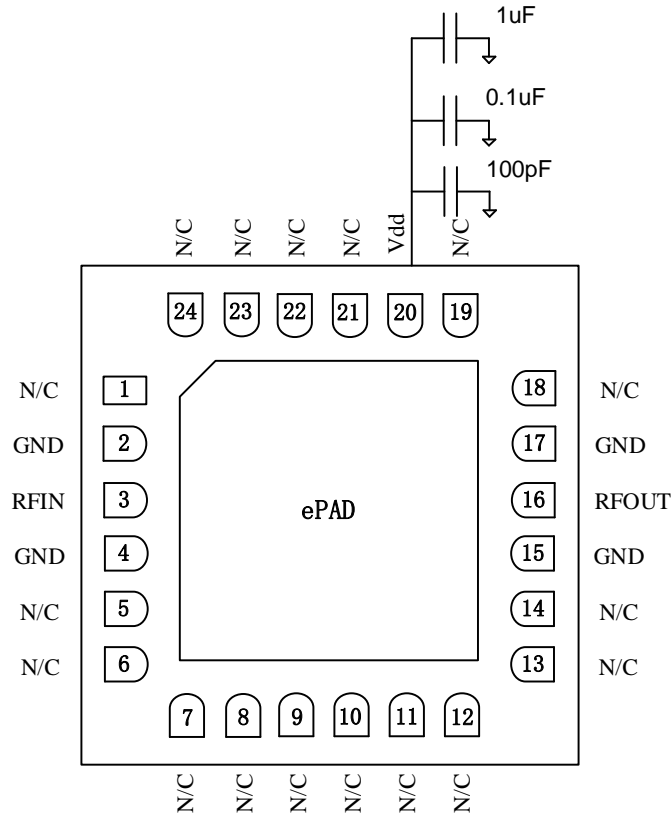 1uF
0.1uF
100pF
N/C N/C N/C N/C Vdd N/C
24 23 22 21 20 19
N/C 1 18 N/C
GND 2 17 GND
RFIN 3 16 RFOUT
ePAD
GND 4 15 GND
N/C 5 14 N/C
N/C 6 13 N/C
7 8 9 10 11 12
N/C N/C N/C N/C N/C N/C